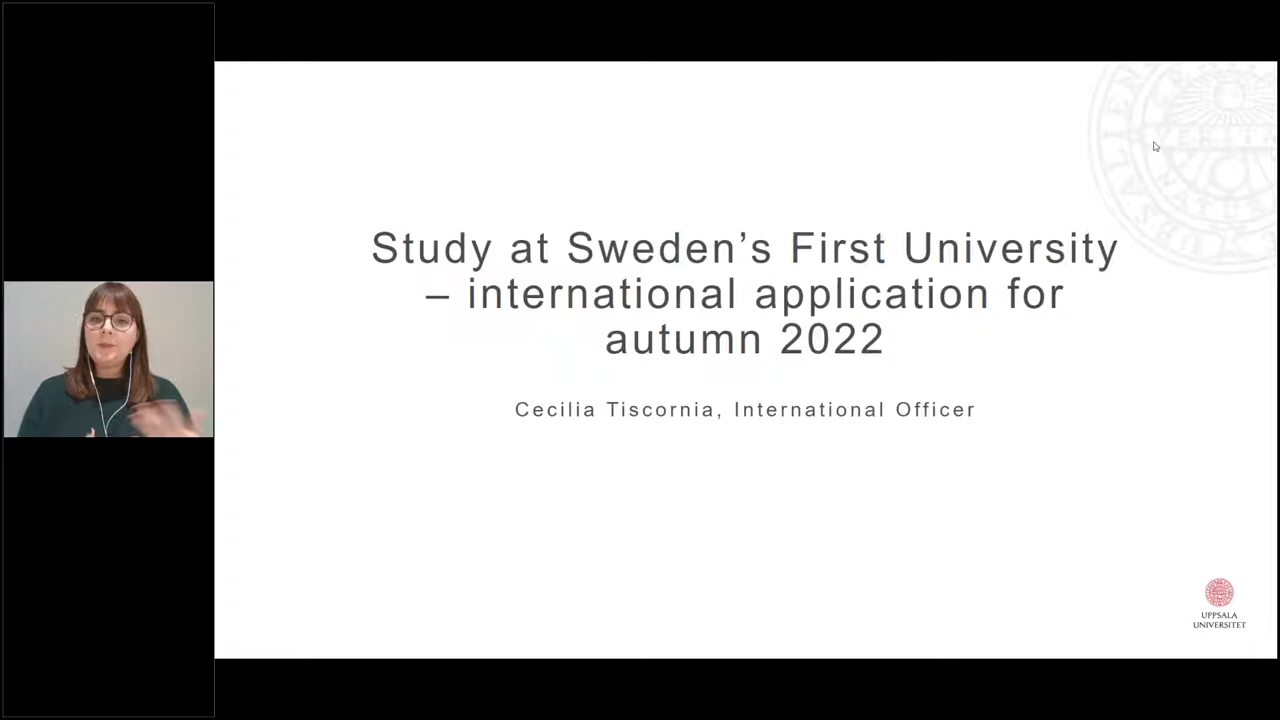 Study at Sweden’s First University
– international application for
autumn 2022
Cecilia Tiscornia, International Officer
UPPSALA
UNIVERSITET